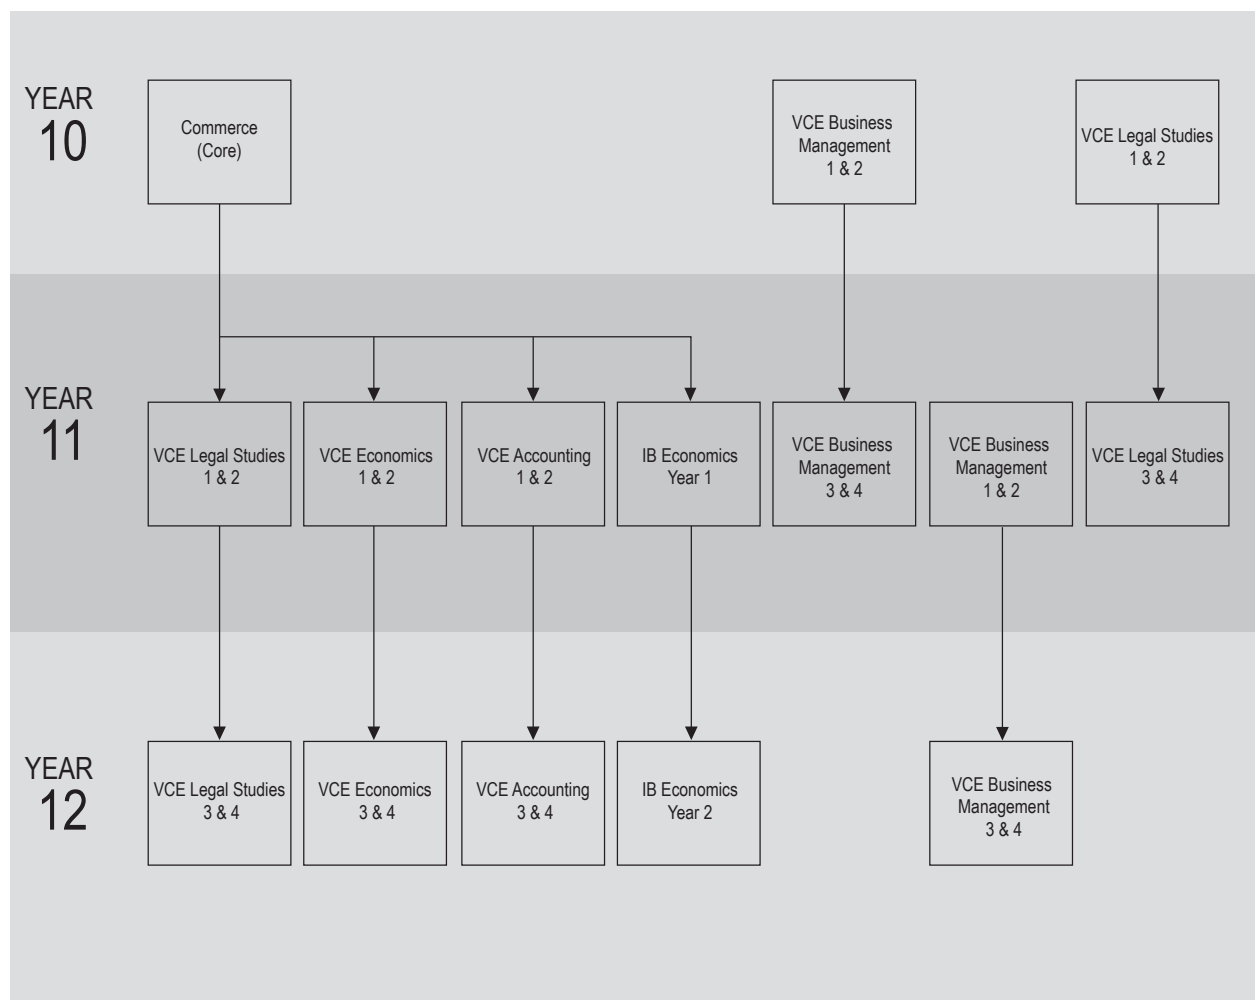 YEAR
10
Commerce
(Core)
VCE Business
Management
1 & 2
VCE Legal Studies
1 & 2
YEAR
11
VCE Legal Studies
1 & 2
VCE Economics
1 & 2
VCE Accounting
1 & 2
IB Economics
Year 1
VCE Business
Management
3 & 4
VCE Business
Management
1 & 2
VCE Legal Studies
3 & 4
YEAR
12
VCE Legal Studies
3 & 4
VCE Economics
3 & 4
VCE Accounting
3 & 4
IB Economics
Year 2
VCE Business
Management
3 & 4